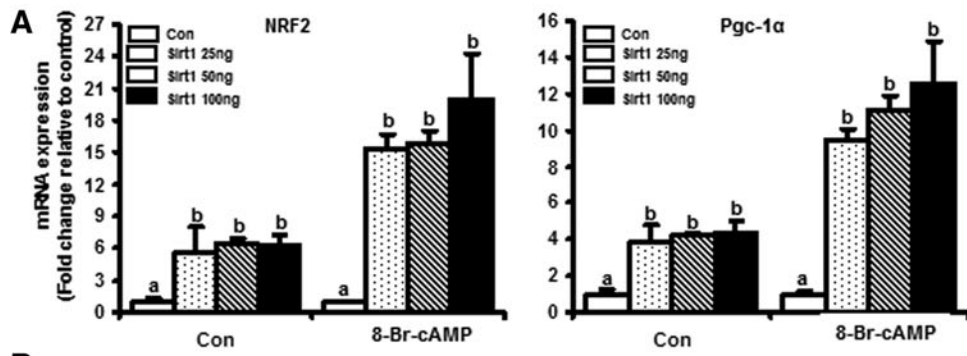 A
NRF2
mRNA expression
(Fold change relative to control)
27
24
21
18
15
12
9
6
3
0
Con
Sirt1 25ng
Sirt1 50ng
Sirt1 100ng
a
b
b
b
a
b
b
b
Con
8-Br-cAMP
Pgc-1α
16
14
12
10
8
6
4
2
0
Con
Sirt1 25ng
Sirt1 50ng
Sirt1 100ng
a
b
b
b
a
b
b
b
Con
8-Br-cAMP